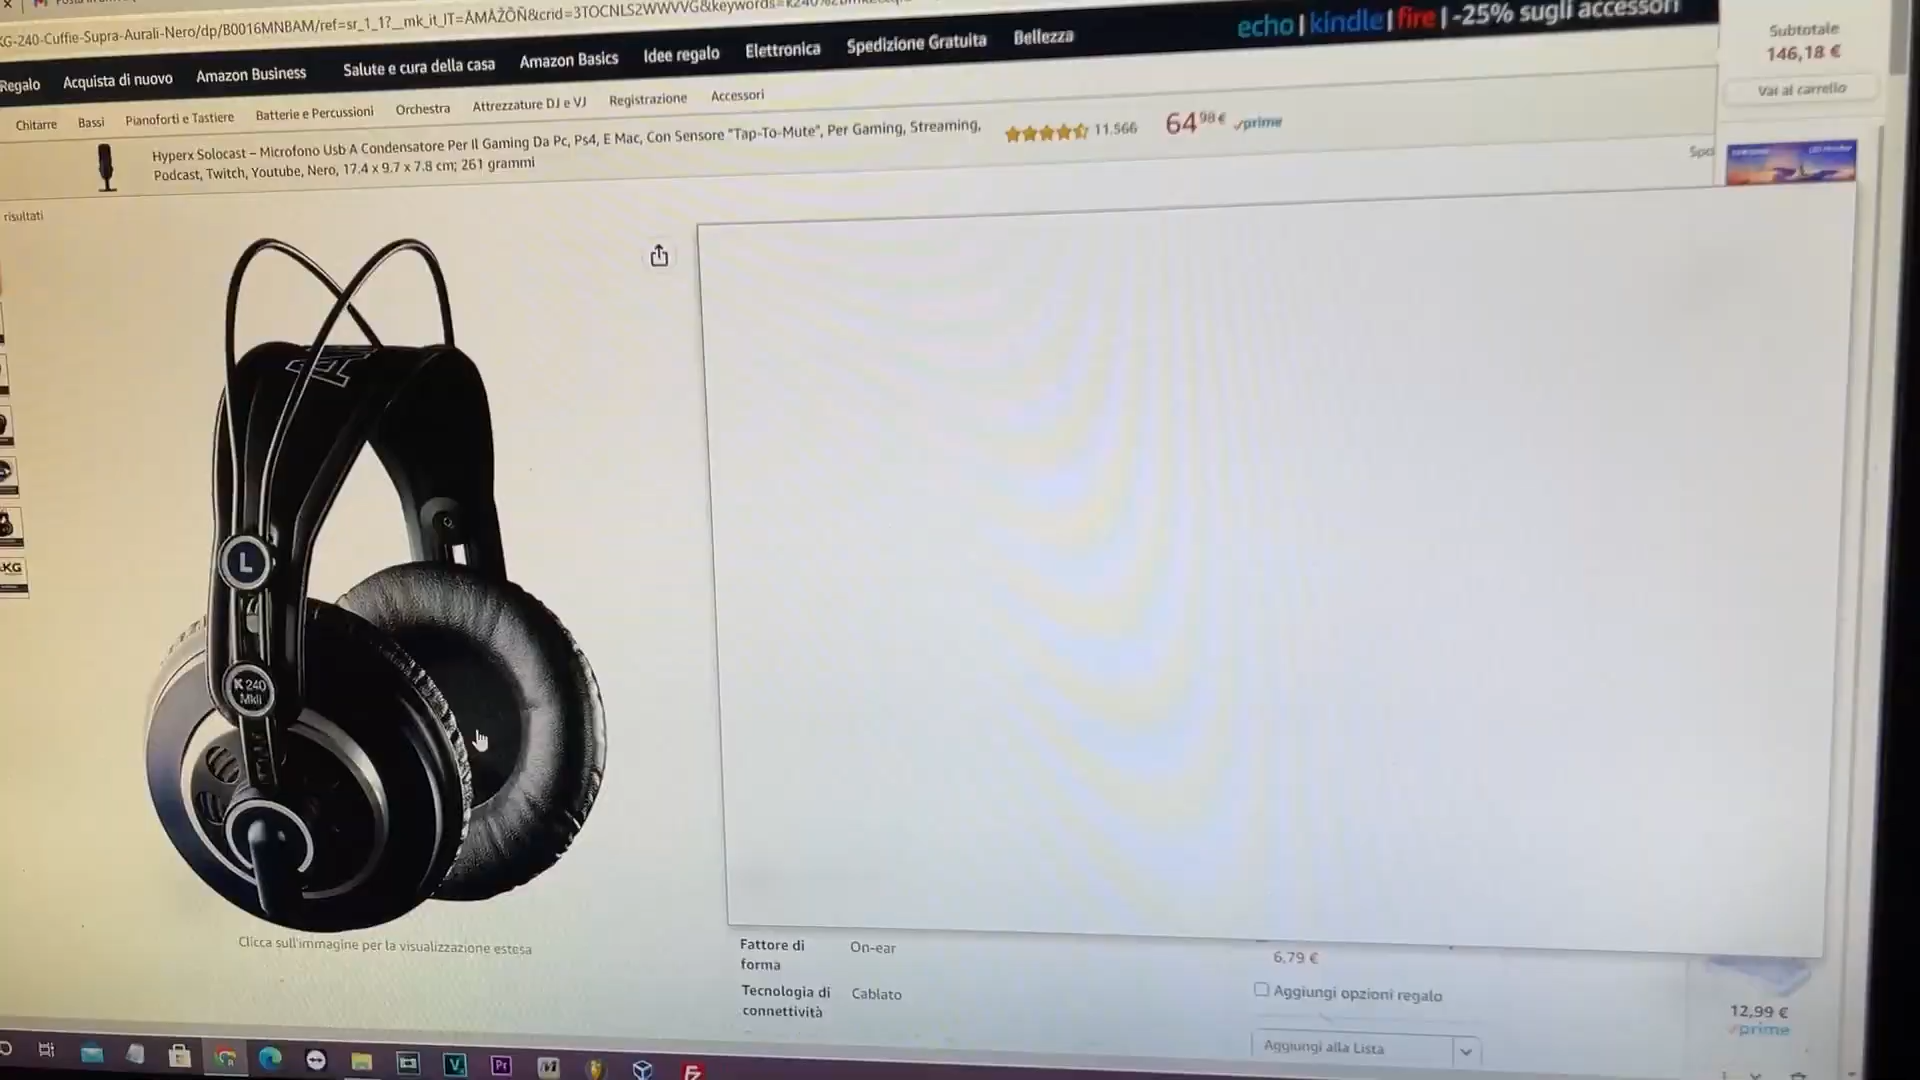 KG-240-Cuffie-Supra-Aurali-Nero/dp/B0016MNBAM/ref=sr_1_1?__mk_it_IT=ÅMÅŽÕÑ&crid=3TOCNLS2WWVVG&keywords=k240%2bmk
echo | kindle | fire | -25% sugli accessori
Regalo Acquista di nuovo Amazon Business Salute e cura della casa Amazon Basics Idee regalo Elettronica Spedizione Gratuita Bellezza
Subtotale
146,18 €
Vai al carrello
Chitarre Bassi Pianoforti e Tastiere Batterie e Percussioni Orchestra Attrezzature DJ e VJ Registrazione Accessori
Hyperx Solocast – Microfono Usb A Condensatore Per Il Gaming Da Pc, Ps4, E Mac, Con Sensore "Tap-To-Mute", Per Gaming, Streaming,
Podcast, Twitch, Youtube, Nero, 17.4 x 9.7 x 7.8 cm; 261 grammi
11.566
64 98 € prime
Spo
risultati
L
K 240
MkII
KG
Clicca sull'immagine per la visualizzazione estesa
Fattore di
forma
On-ear
Tecnologia di
connettività
Cablato
6,79 €
Aggiungi opzioni regalo
Aggiungi alla Lista
12,99 €
prime
Pr